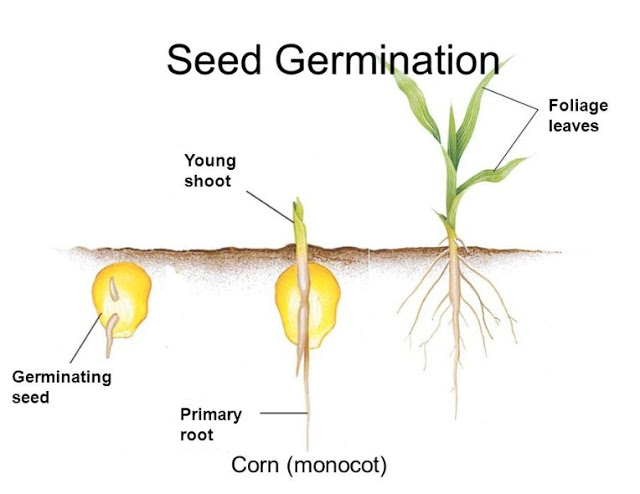 Seed Germination
Foliage
leaves
Young
shoot
Germinating
seed
Primary
root
Corn (monocot)